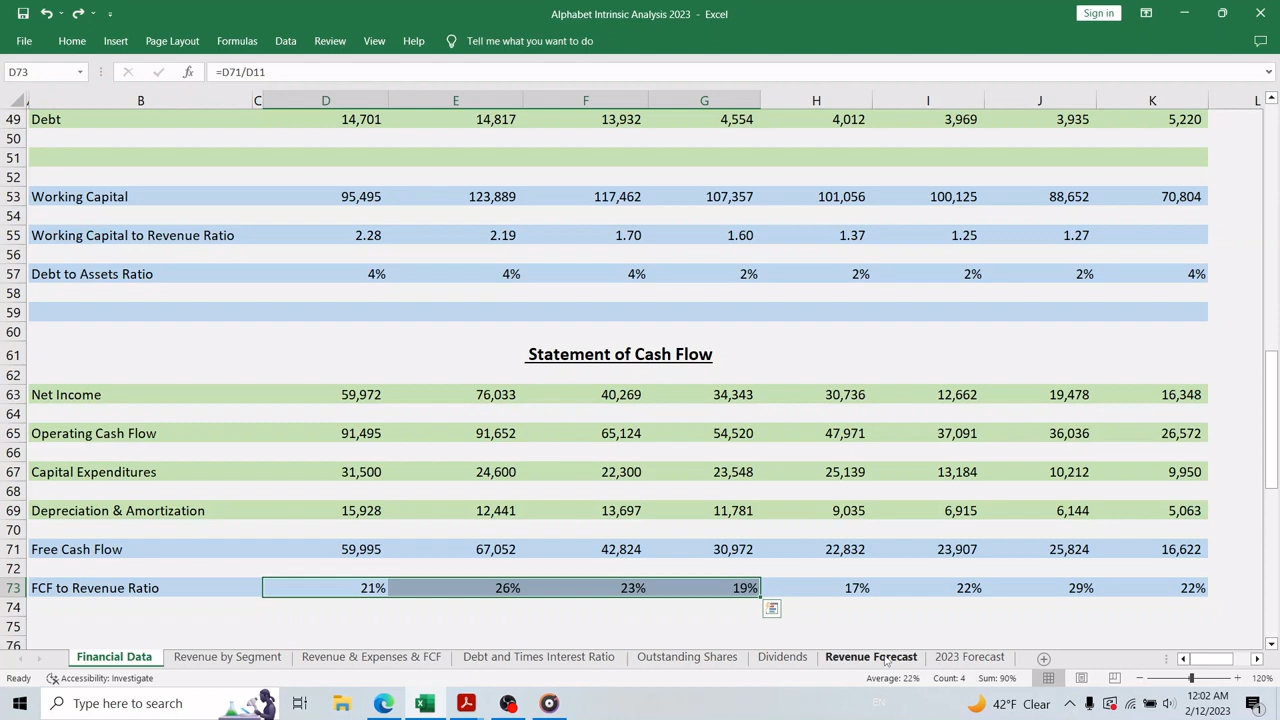 Alphabet Intrinsic Analysis 2023 - Excel
Sign in
File Home Insert Page Layout Formulas Data Review View Help Tell me what you want to do
D73 fx =D71/D11
B C D E F G H I J K L
49 Debt 14,701 14,817 13,932 4,554 4,012 3,969 3,935 5,220
50
51
52
53 Working Capital 95,495 123,889 117,462 107,357 101,056 100,125 88,652 70,804
54
55 Working Capital to Revenue Ratio 2.28 2.19 1.70 1.60 1.37 1.25 1.27
56
57 Debt to Assets Ratio 4% 4% 4% 2% 2% 2% 2% 4%
58
59
60
61 Statement of Cash Flow
62
63 Net Income 59,972 76,033 40,269 34,343 30,736 12,662 19,478 16,348
64
65 Operating Cash Flow 91,495 91,652 65,124 54,520 47,971 37,091 36,036 26,572
66
67 Capital Expenditures 31,500 24,600 22,300 23,548 25,139 13,184 10,212 9,950
68
69 Depreciation & Amortization 15,928 12,441 13,697 11,781 9,035 6,915 6,144 5,063
70
71 Free Cash Flow 59,995 67,052 42,824 30,972 22,832 23,907 25,824 16,622
72
73 FCF to Revenue Ratio 21% 26% 23% 19% 17% 22% 29% 22%
74
75
76
Financial Data Revenue by Segment Revenue & Expenses & FCF Debt and Times Interest Ratio Outstanding Shares Dividends Revenue Forecast 2023 Forecast
Ready Accessibility: Investigate Average: 22% Count: 4 Sum: 90% 120%
Type here to search EN 42°F Clear 12:02 AM
2/12/2023 1